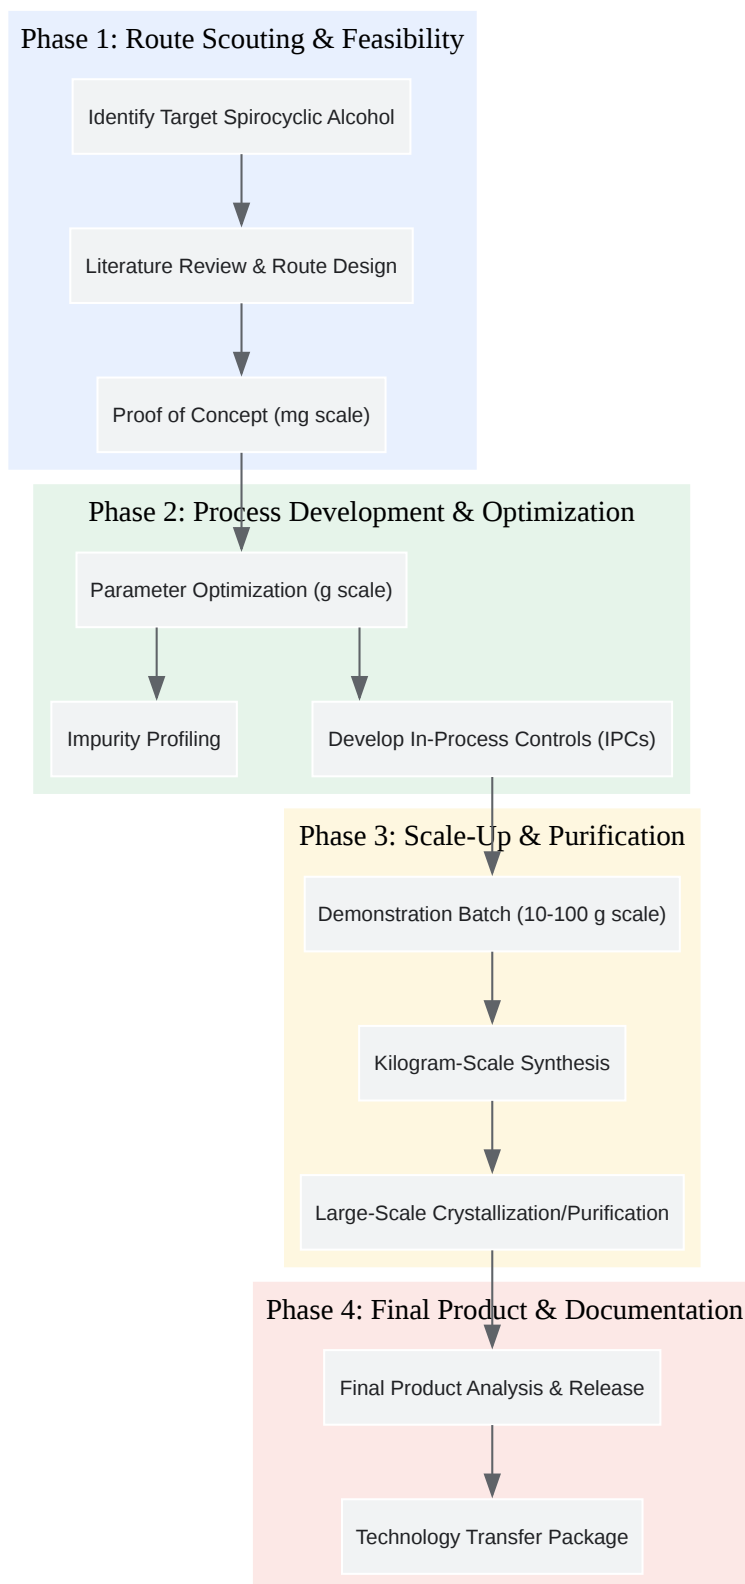 Phase 1: Route Scouting & Feasibility
Identify Target Spirocyclic Alcohol
Literature Review & Route Design
Proof of Concept (mg scale)
Phase 2: Process Development & Optimization
Parameter Optimization (g scale)
Impurity Profiling
Develop In-Process Controls (IPCs)
Phase 3: Scale-Up & Purification
Demonstration Batch (10-100 g scale)
Kilogram-Scale Synthesis
Large-Scale Crystallization/Purification
Phase 4: Final Product & Documentation
Final Product Analysis & Release
Technology Transfer Package